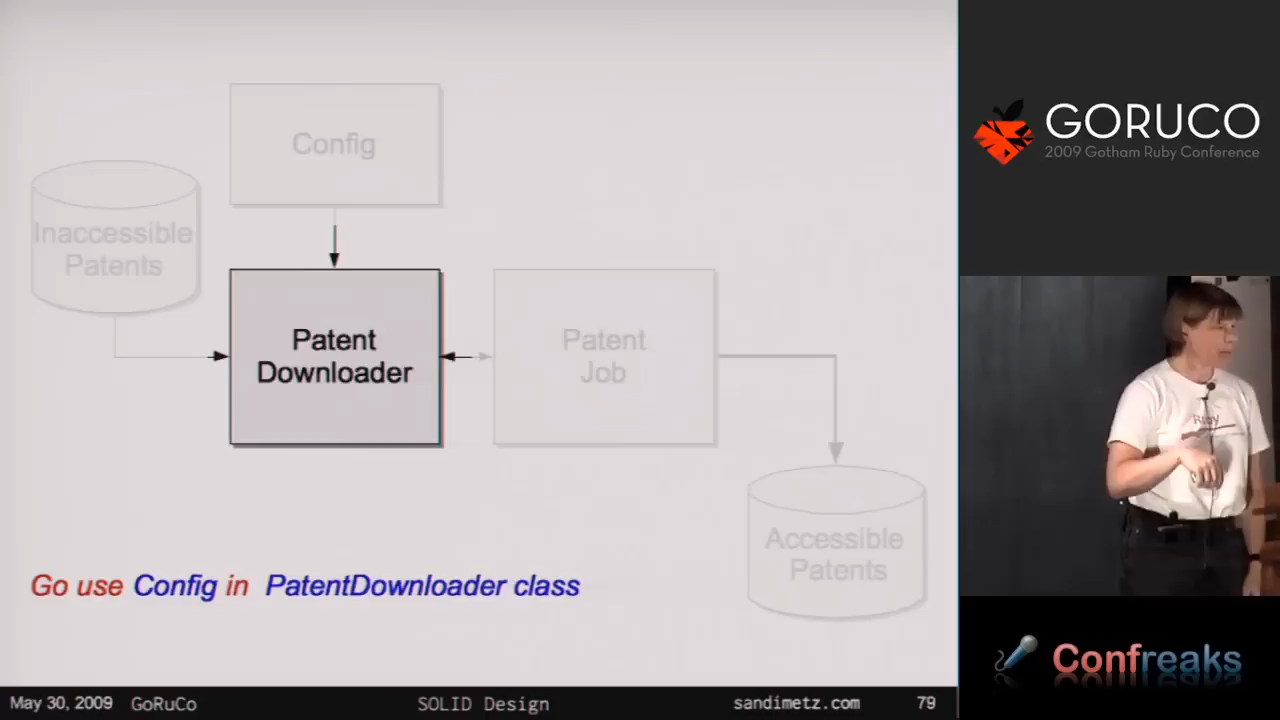 Config
Inaccessible
Patents
Patent
Downloader
Patent
Job
Accessible
Patents
Go use Config in PatentDownloader class
May 30, 2009 GoRuCo SOLID Design sandimetz.com 79
GORUCO
2009 Gotham Ruby Conference
Ruby
Confreaks